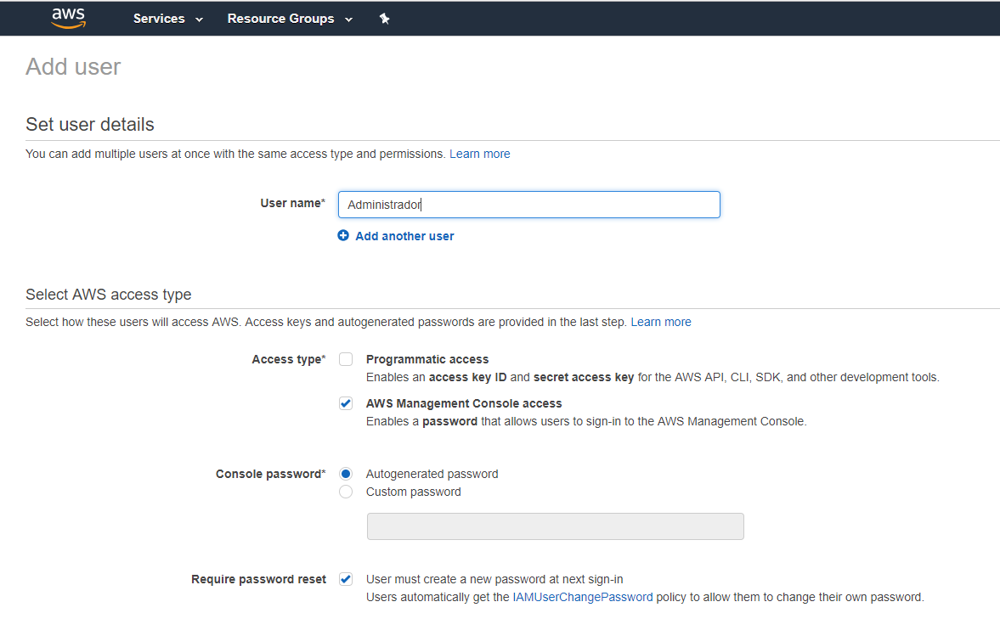 aws Services Resource Groups
Add user
Set user details
You can add multiple users at once with the same access type and permissions. Learn more
User name* Administrador
Add another user
Select AWS access type
Select how these users will access AWS. Access keys and autogenerated passwords are provided in the last step. Learn more
Access type* Programmatic access
Enables an access key ID and secret access key for the AWS API, CLI, SDK, and other development tools.
AWS Management Console access
Enables a password that allows users to sign-in to the AWS Management Console.
Console password* Autogenerated password
Custom password
Require password reset User must create a new password at next sign-in
Users automatically get the IAMUserChangePassword policy to allow them to change their own password.